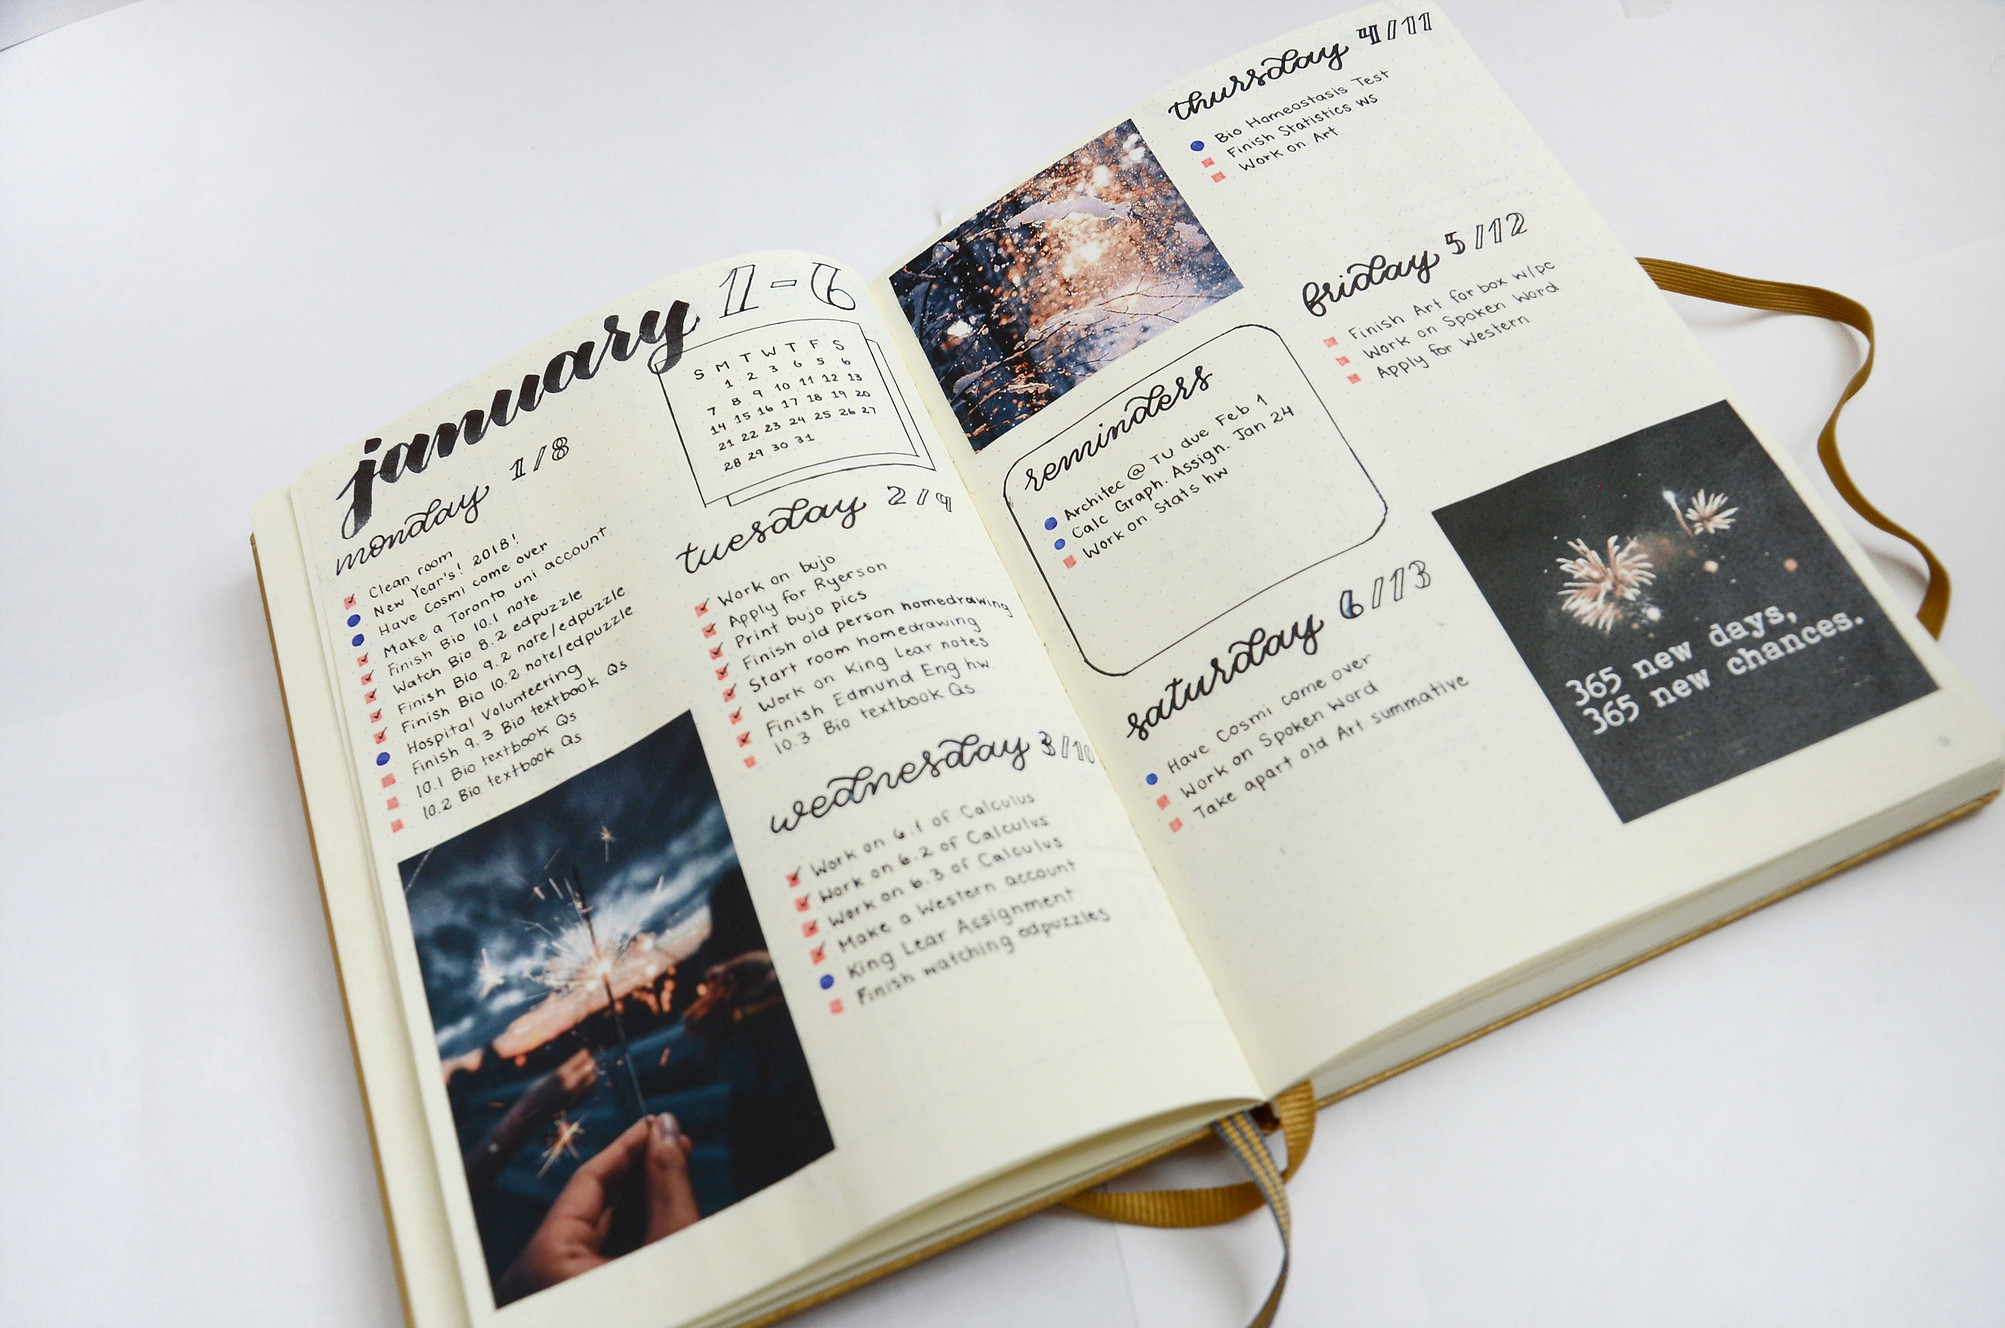 january 1-6
S M T W T F S
1 2 3 4 5 6
7 8 9 10 11 12 13
14 15 16 17 18 19 20
21 22 23 24 25 26 27
28 29 30 31
monday 1/8
Clean room
New Year's! 2018!
Have Cosmi come over
Make a Toronto uni account
Finish Bio 10.1 note
Watch Bio 8.2 edpuzzle
Finish Bio 9.2 note/edpuzzle
Finish Bio 10.2 note/edpuzzle
Hospital Volunteering
Finish 9.3 Bio textbook Qs
10.1 Bio textbook Qs
10.2 Bio textbook Qs
tuesday 2/9
Work on bujo
Apply for Ryerson
Print bujo pics
Finish old person homedrawing
Start room homedrawing
Work on King Lear notes
Finish Edmund Eng hw
10.3 Bio textbook Qs
wednesday 3/10
Work on 6.1 of Calculus
Work on 6.2 of Calculus
Work on 6.3 of Calculus
Make a Western account
King Lear Assignment
Finish watching edpuzzles
thursday 4/11
Bio Homeostasis Test
Finish Statistics ws
Work on Art
reminders
Architec @ TU due Feb 1
Calc Graph. Assign. Jan 24
Work on Stats hw
friday 5/12
Finish Art for box w/pc
Work on Spoken Word
Apply for Western
saturday 6/13
Have Cosmi come over
Work on Spoken Word
Take apart old Art summative
365 new days,
365 new chances.